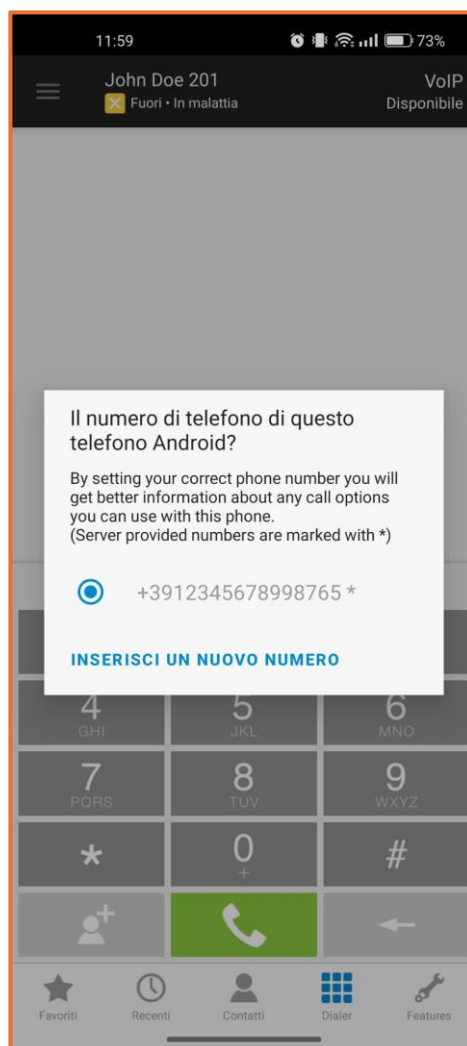 11:59
73%
John Doe 201
VoIP
Fuori • In malattia
Disponibile
Il numero di telefono di questo
telefono Android?
By setting your correct phone number you will
get better information about any call options
you can use with this phone.
(Server provided numbers are marked with *)
+3912345678998765 *
INSERISCI UN NUOVO NUMERO
4 5 6
GHI JKL MNO
7 8 9
PQRS TUV WXYZ
* 0 #
+
Favoriti Recenti Contatti Dialer Features